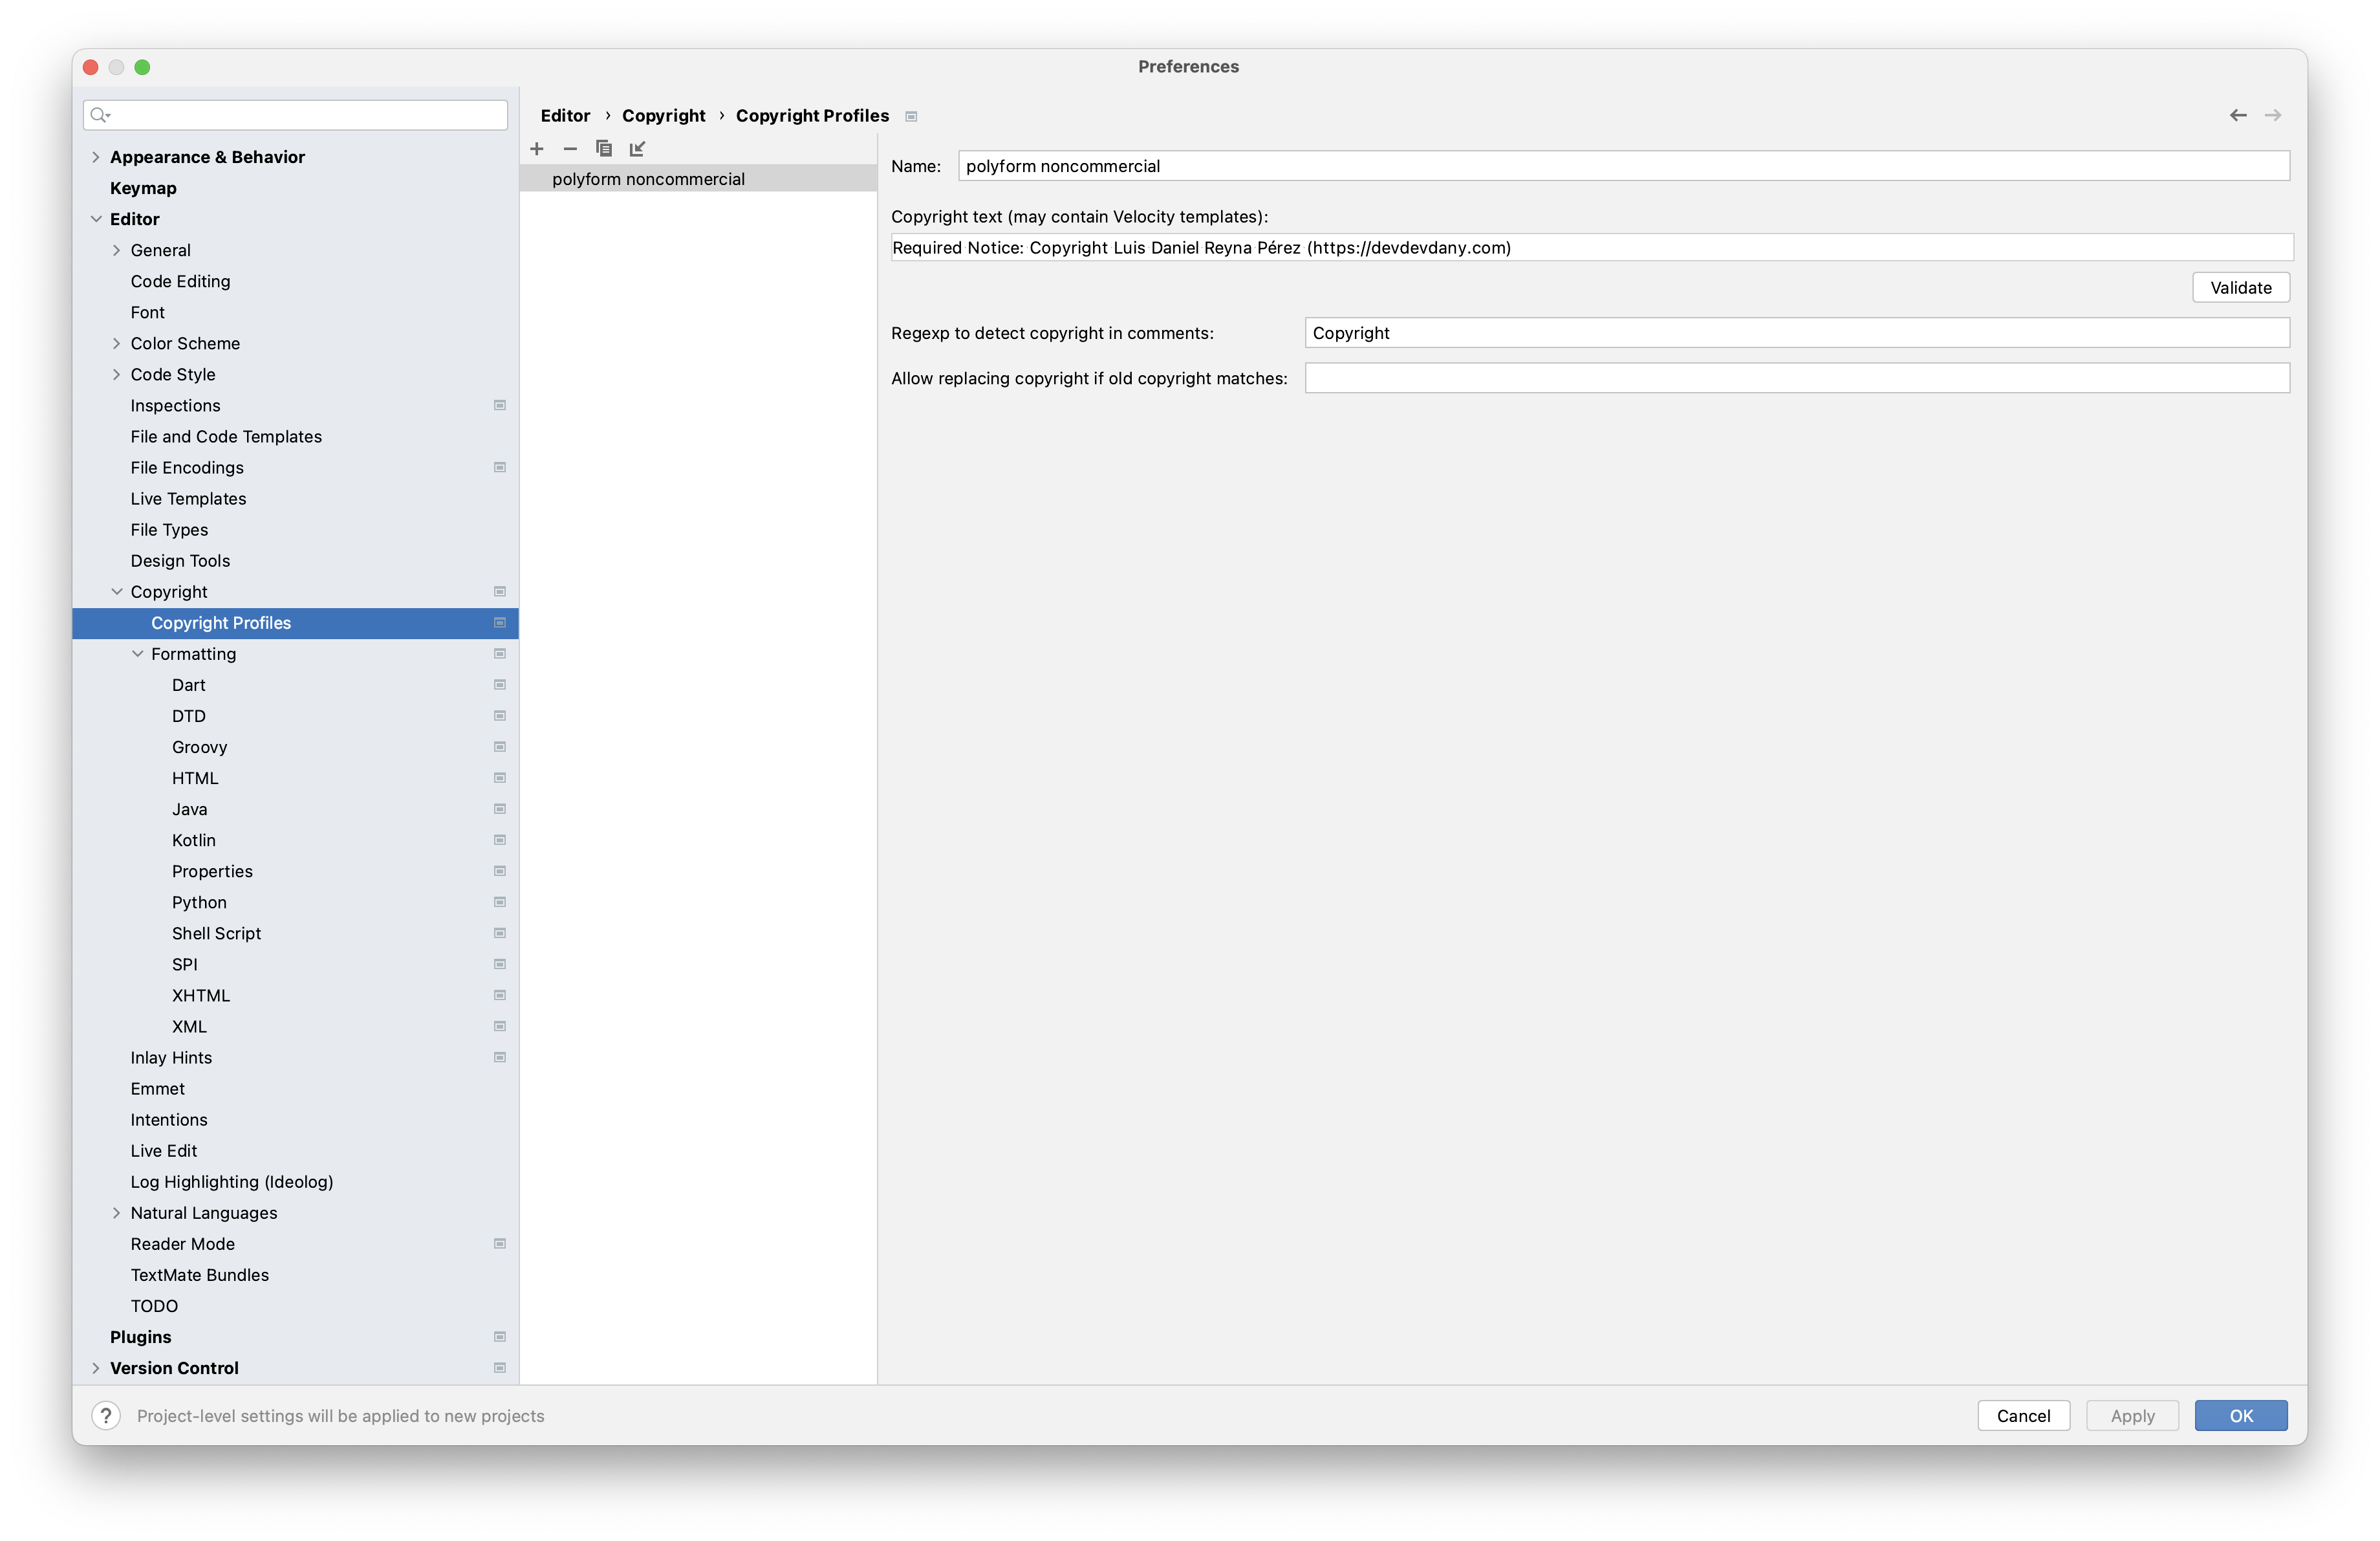 Preferences
Editor › Copyright › Copyright Profiles
Appearance & Behavior
Keymap
Editor
General
Code Editing
Font
Color Scheme
Code Style
Inspections
File and Code Templates
File Encodings
Live Templates
File Types
Design Tools
Copyright
Copyright Profiles
Formatting
Dart
DTD
Groovy
HTML
Java
Kotlin
Properties
Python
Shell Script
SPI
XHTML
XML
Inlay Hints
Emmet
Intentions
Live Edit
Log Highlighting (Ideolog)
Natural Languages
Reader Mode
TextMate Bundles
TODO
Plugins
Version Control
polyform noncommercial
Name: polyform noncommercial
Copyright text (may contain Velocity templates):
Required Notice: Copyright Luis Daniel Reyna Pérez (https://devdevdany.com)
Validate
Regexp to detect copyright in comments: Copyright
Allow replacing copyright if old copyright matches:
? Project-level settings will be applied to new projects
Cancel Apply OK